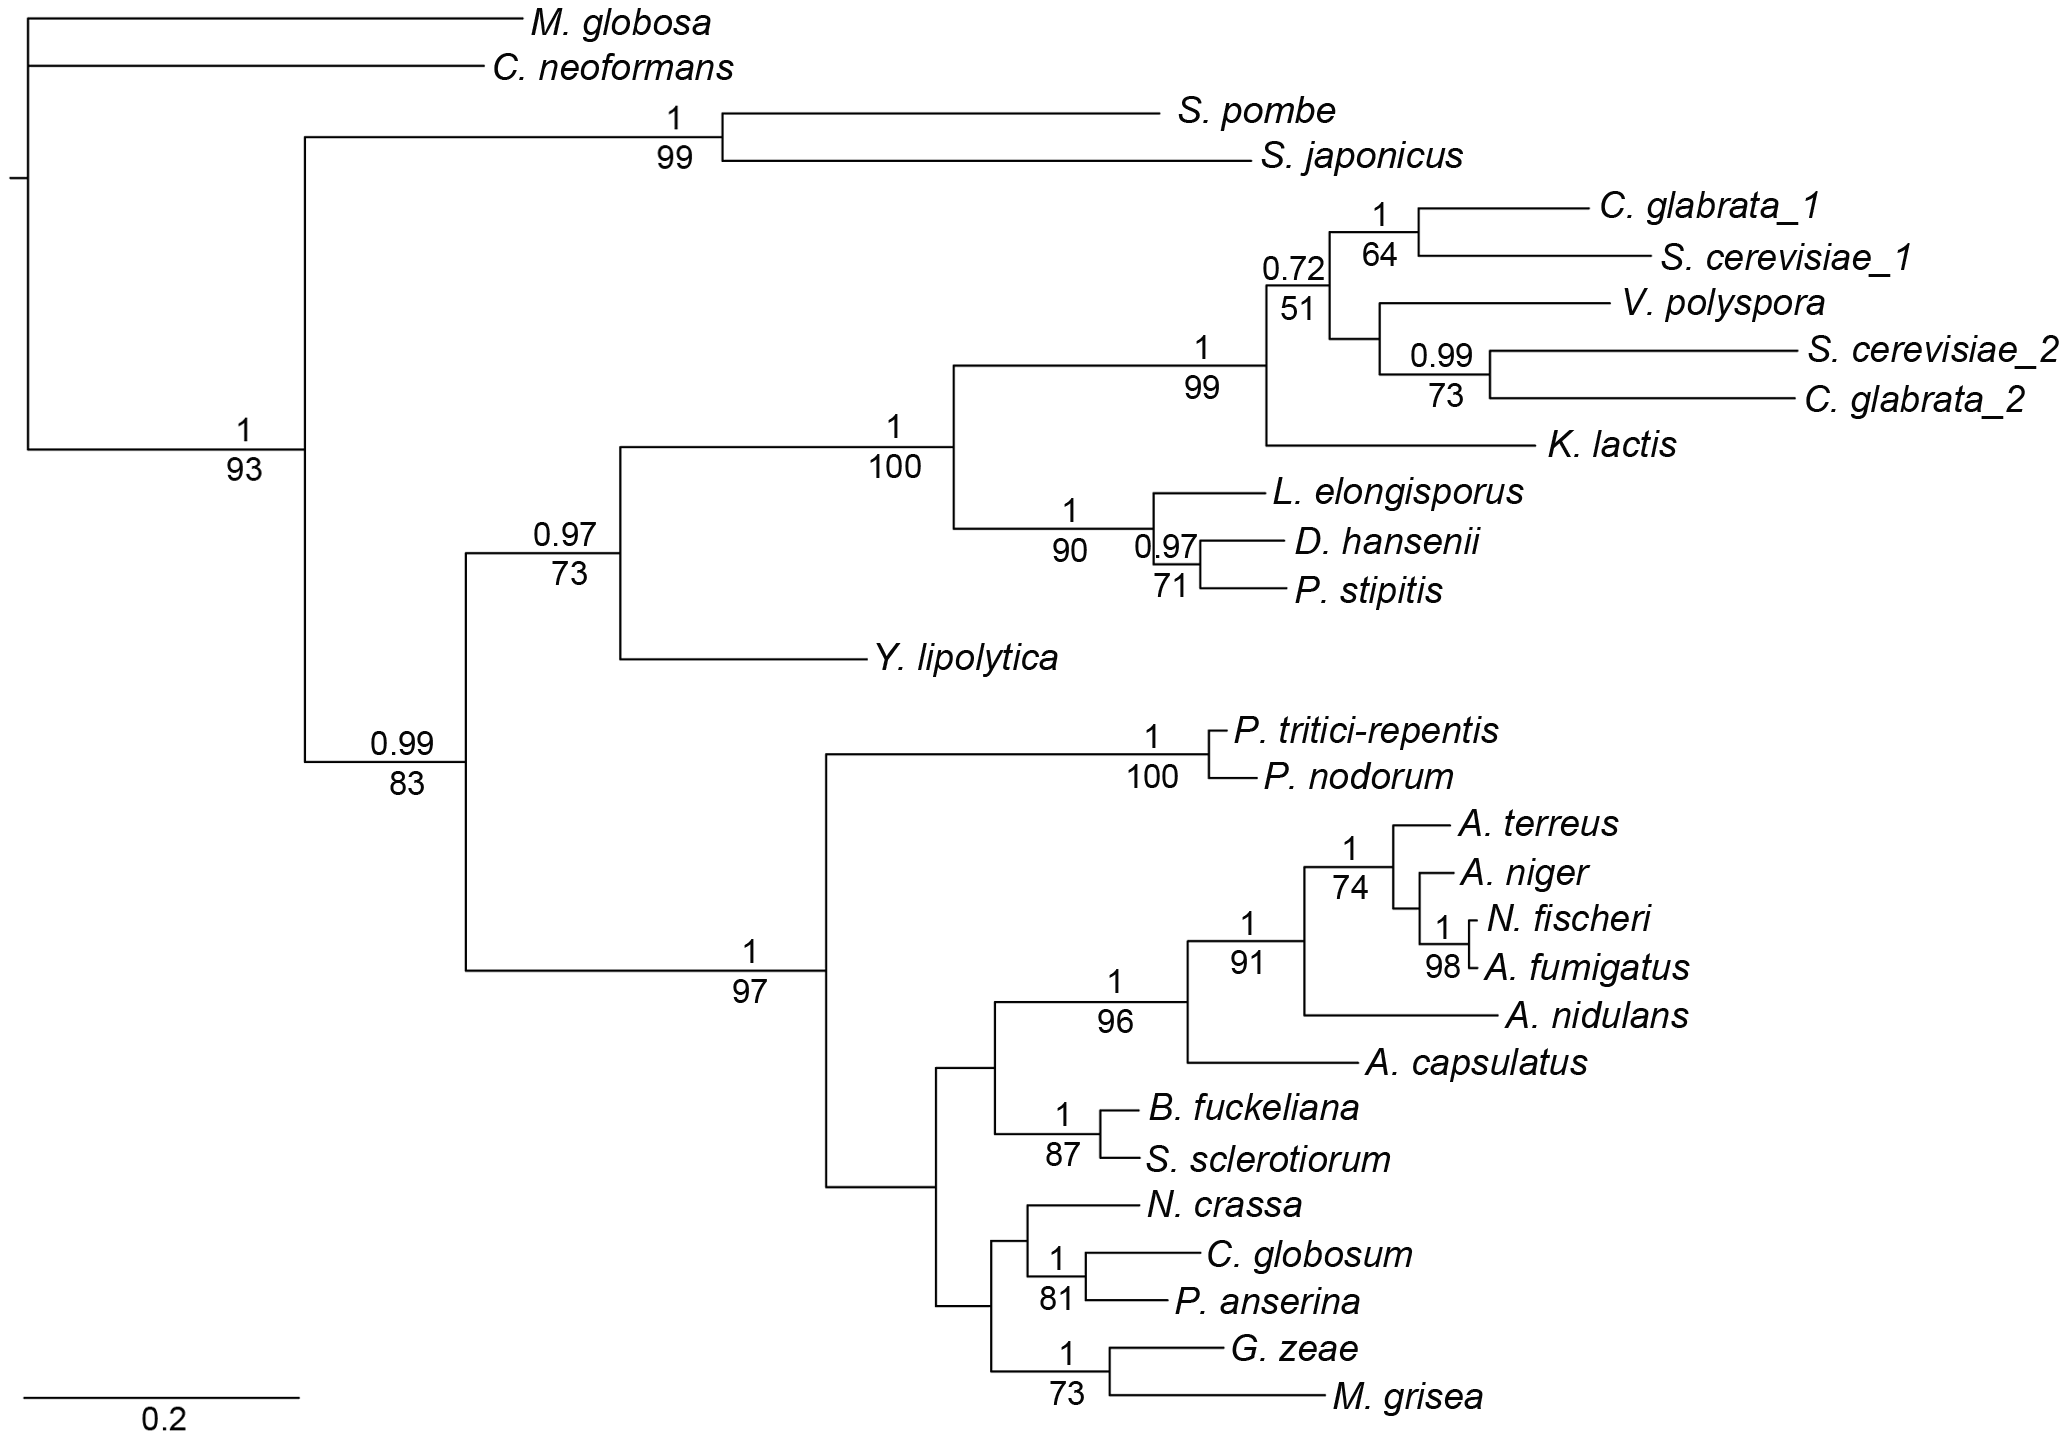 M. globosa
C. neoformans
1
S. pombe
99
S. japonicus
1
C. glabrata_1
64
S. cerevisiae_1
0.72
51
V. polyspora
1
99
0.99
S. cerevisiae_2
73
C. glabrata_2
1
93
1
100
K. lactis
1
L. elongisporus
90
0.97
D. hansenii
71
P. stipitis
0.97
73
Y. lipolytica
0.99
83
1
P. tritici-repentis
100
P. nodorum
A. terreus
1
74
A. niger
1
N. fischeri
98
A. fumigatus
1
91
1
97
1
96
A. nidulans
A. capsulatus
1
B. fuckeliana
87
S. sclerotiorum
N. crassa
1
C. globosum
81
P. anserina
1
G. zeae
73
M. grisea
0.2